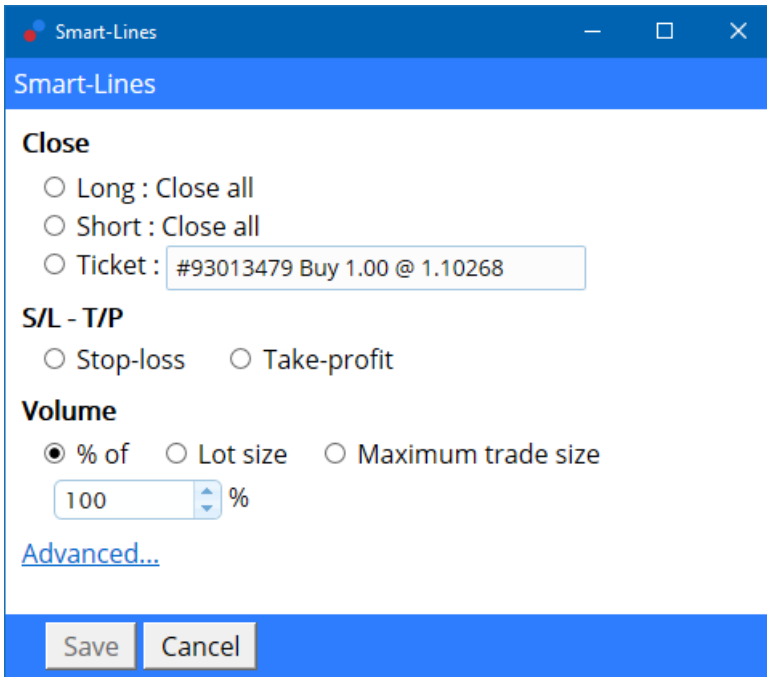 Smart-Lines
Smart-Lines
Close
Long : Close all
Short : Close all
Ticket : #93013479 Buy 1.00 @ 1.10268
S/L - T/P
Stop-loss Take-profit
Volume
% of Lot size Maximum trade size
100 %
Advanced...
Save Cancel